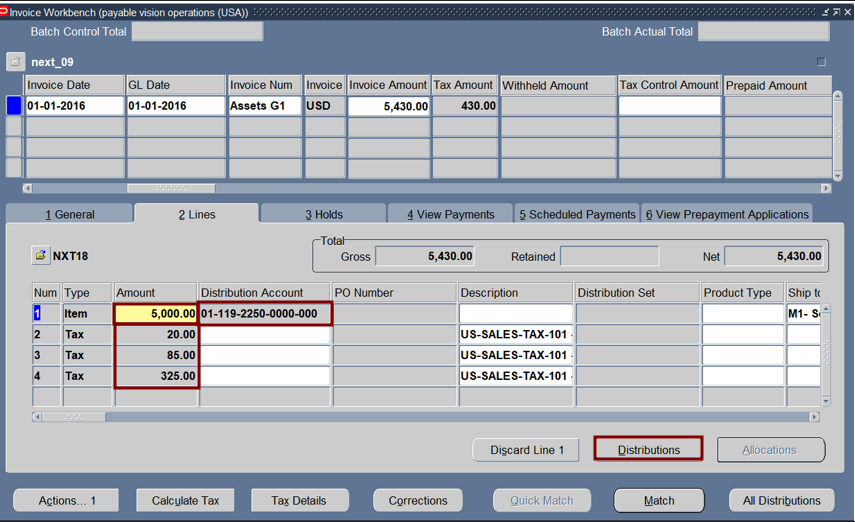 Invoice Workbench (payable vision operations (USA))
Batch Control Total Batch Actual Total
next_09
Invoice Date GL Date Invoice Num Invoice Invoice Amount Tax Amount Withheld Amount Tax Control Amount Prepaid Amount
01-01-2016 01-01-2016 Assets G1 USD 5,430.00 430.00
1 General 2 Lines 3 Holds 4 View Payments 5 Scheduled Payments 6 View Prepayment Applications
Total
NXT18 Gross 5,430.00 Retained Net 5,430.00
Num Type Amount Distribution Account PO Number Description Distribution Set Product Type Ship to
1 Item 5,000.00 01-119-2250-0000-000 M1- Se
2 Tax 20.00 US-SALES-TAX-101 -
3 Tax 85.00 US-SALES-TAX-101 -
4 Tax 325.00 US-SALES-TAX-101 -
Discard Line 1 Distributions Allocations
Actions... 1 Calculate Tax Tax Details Corrections Quick Match Match All Distributions